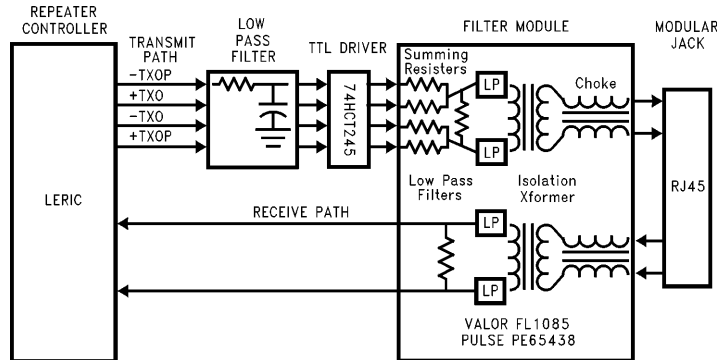 REPEATER
CONTROLLER
TRANSMIT
PATH
LOW
PASS
FILTER
TTL DRIVER
FILTER MODULE
MODULAR
JACK
−TXOP
+TXO
−TXO
+TXOP
74HCT245
Summing
Resisters
LP
LP
Choke
LERIC
RJ45
Low Pass
Filters
Isolation
Xformer
RECEIVE PATH
LP
LP
VALOR FL1085
PULSE PE65438